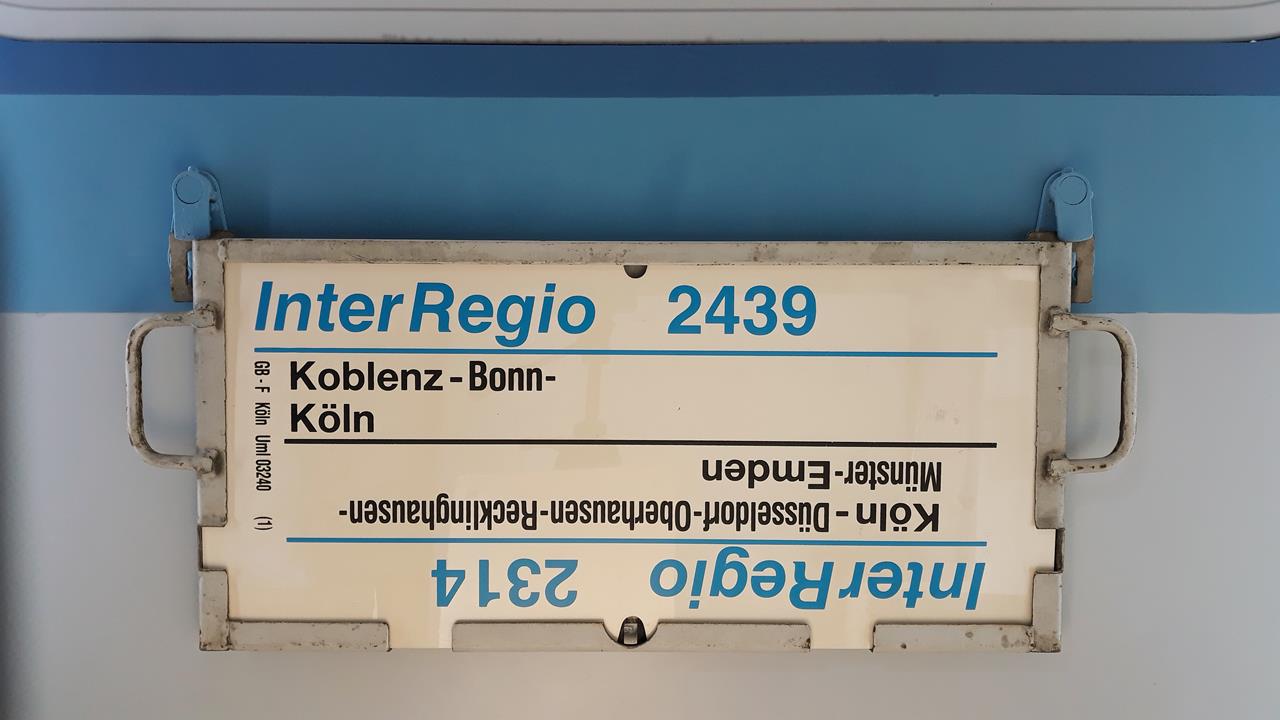 InterRegio 2439
Koblenz - Bonn-
Köln
GB - F Köln Uml 03240 (1)
InterRegio 2314
Köln - Düsseldorf-Oberhausen-Recklinghausen-
Münster-Emden